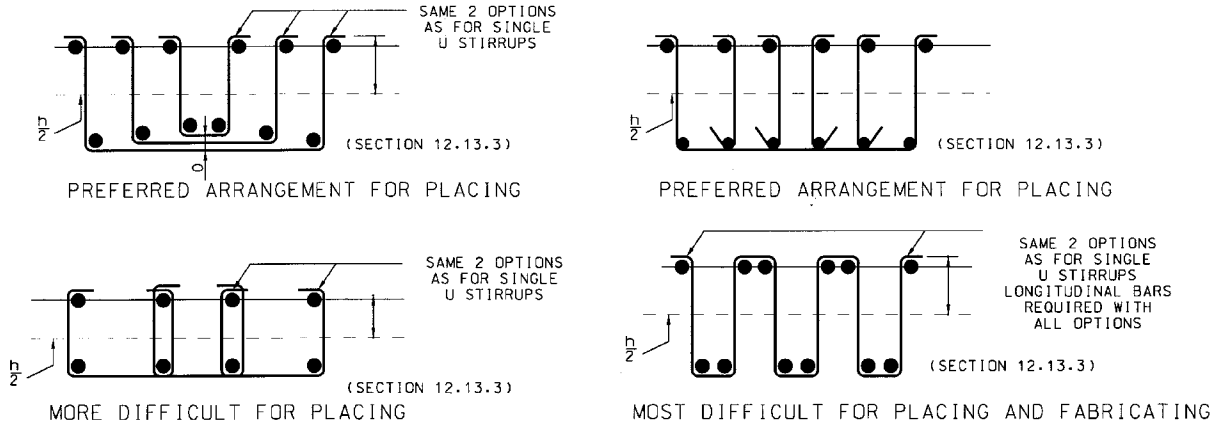 SAME 2 OPTIONS
AS FOR SINGLE
U STIRRUPS
h
2
(SECTION 12.13.3)
PREFERRED ARRANGEMENT FOR PLACING
h
2
(SECTION 12.13.3)
PREFERRED ARRANGEMENT FOR PLACING
SAME 2 OPTIONS
AS FOR SINGLE
U STIRRUPS
h
2
(SECTION 12.13.3)
MORE DIFFICULT FOR PLACING
SAME 2 OPTIONS
AS FOR SINGLE
U STIRRUPS
LONGITUDINAL BARS
REQUIRED WITH
ALL OPTIONS
h
2
(SECTION 12.13.3)
MOST DIFFICULT FOR PLACING AND FABRICATING